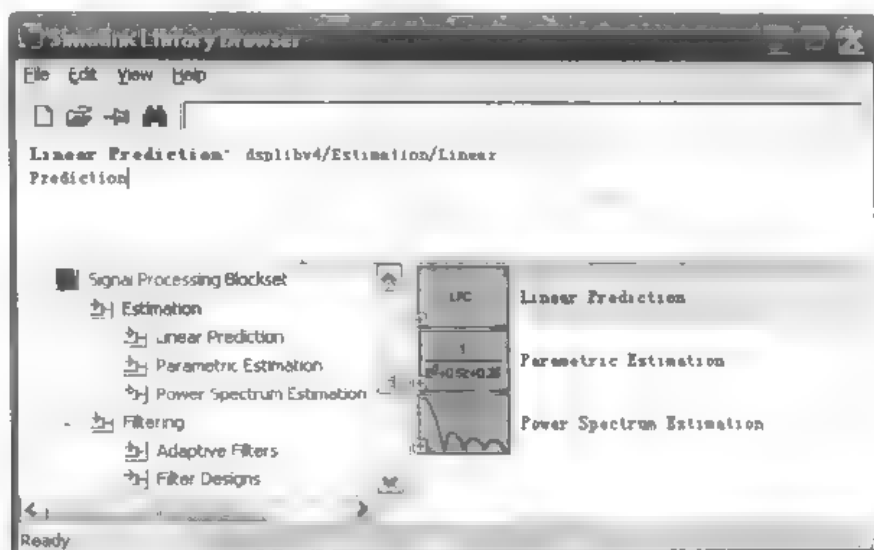 Simulink Library Browser
File Edit View Help
Linear Prediction: dsplibv4/Estimation/Linear
Prediction
Signal Processing Blockset
Estimation
Linear Prediction
Parametric Estimation
Power Spectrum Estimation
Filtering
Adaptive Filters
Filter Designs
LPC
Linear Prediction
1
Parametric Estimation
Power Spectrum Estimation
Ready